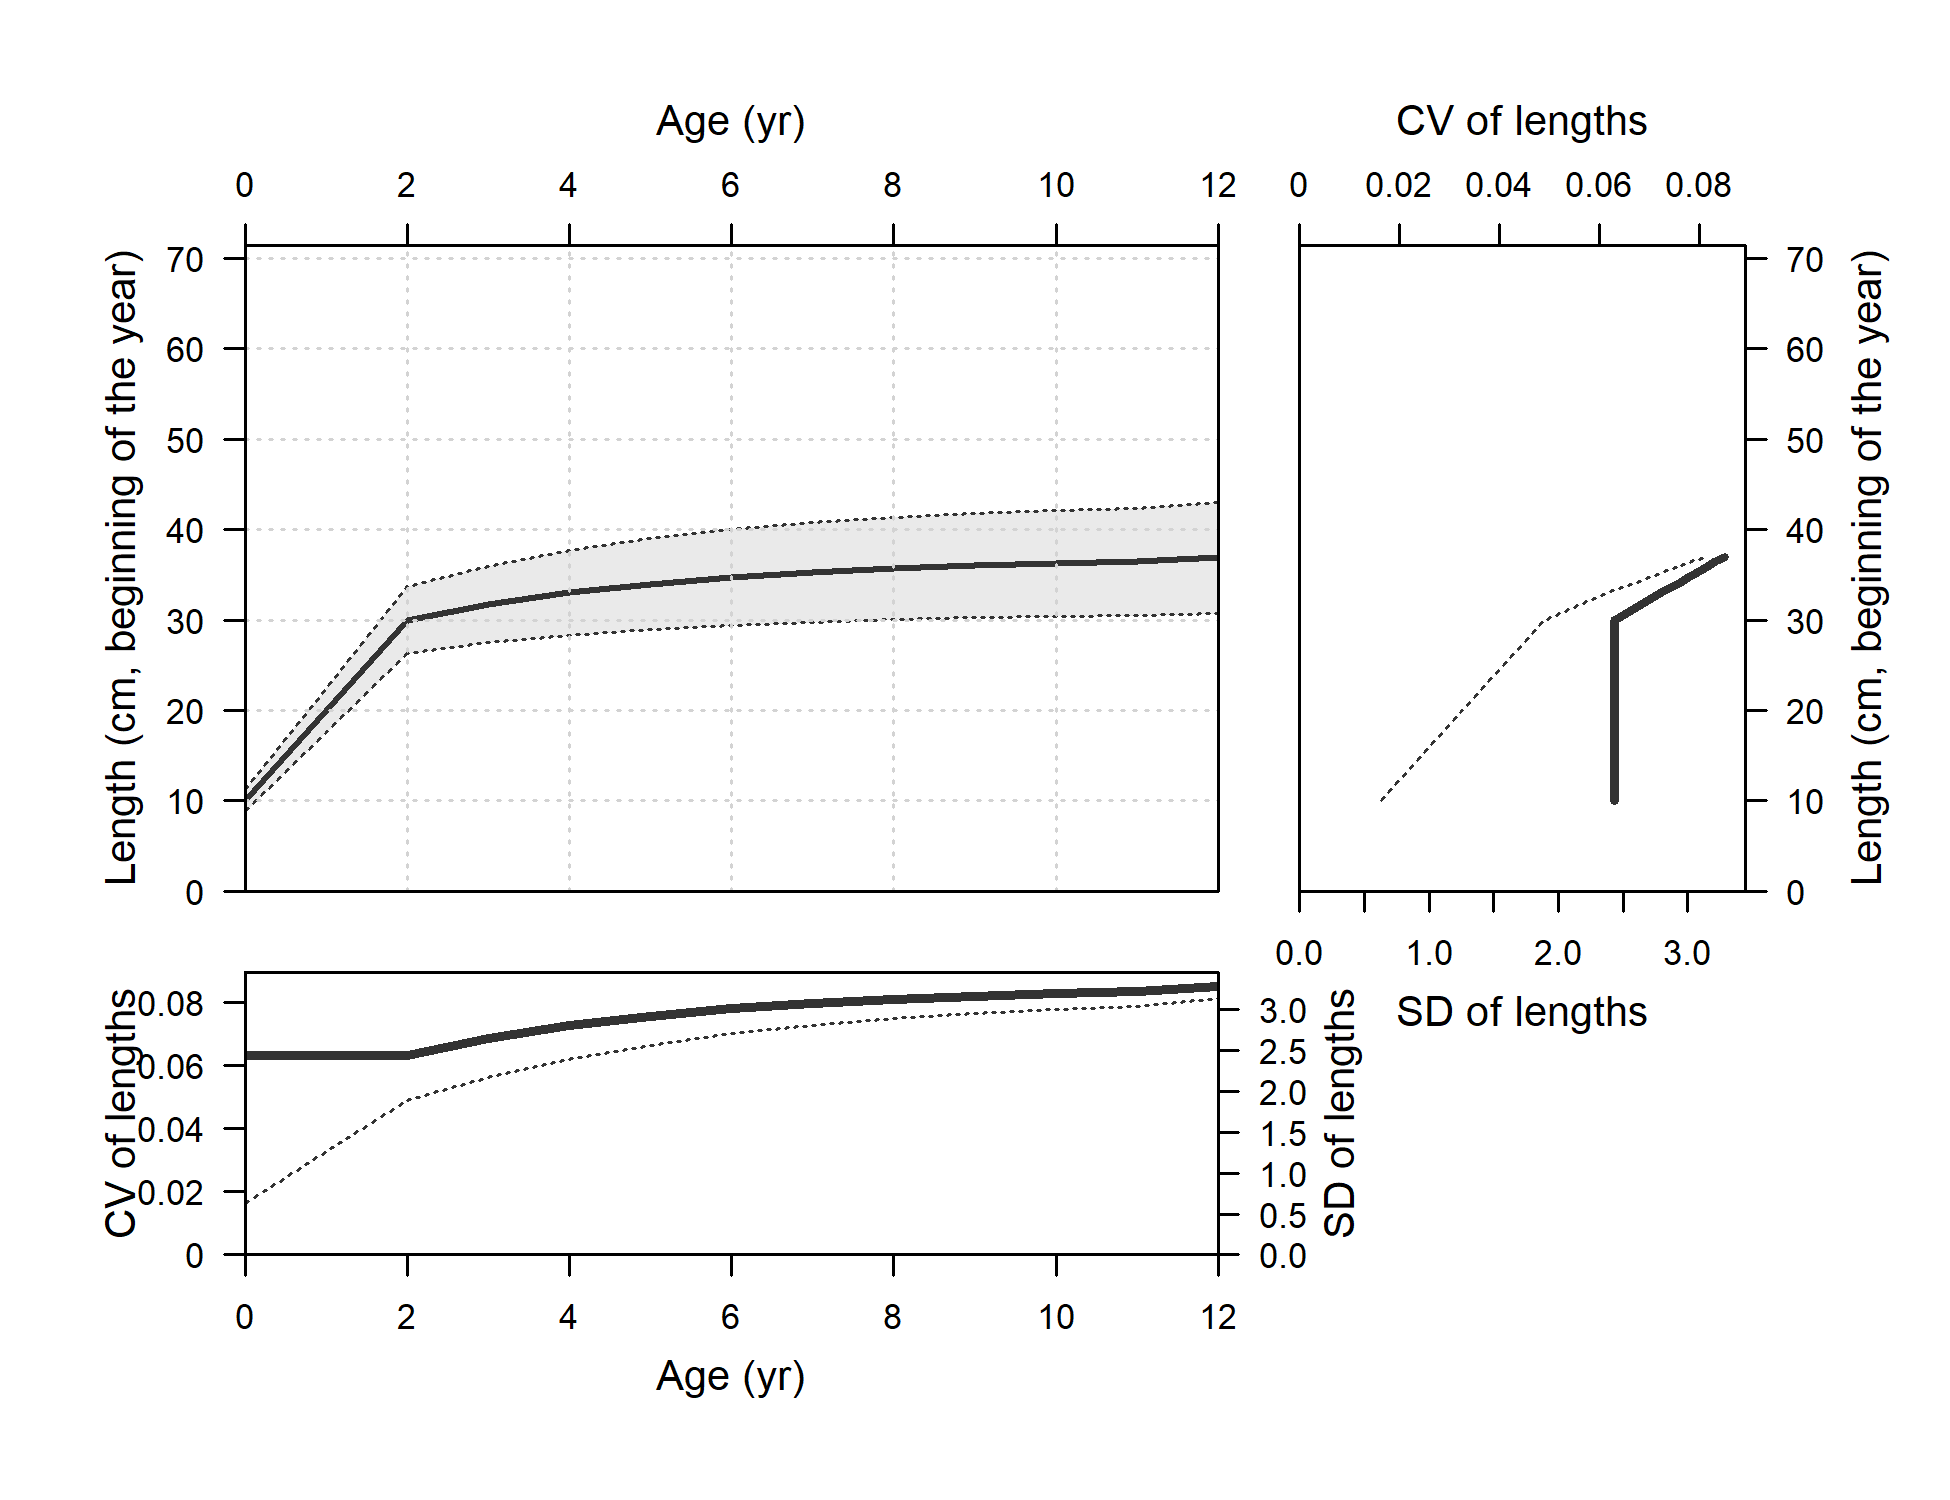 Age (yr)
CV of lengths
0 2 4 6 8 10 12
0 0.02 0.04 0.06 0.08
Length (cm, beginning of the year)
70
60
50
40
30
20
10
0
70
60
50
40
30
20
10
0
Length (cm, beginning of the year)
0.0 1.0 2.0 3.0
SD of lengths
CV of lengths
0.08
0.06
0.04
0.02
0
3.0
2.5
2.0
1.5
1.0
0.5
0.0
SD of lengths
0 2 4 6 8 10 12
Age (yr)